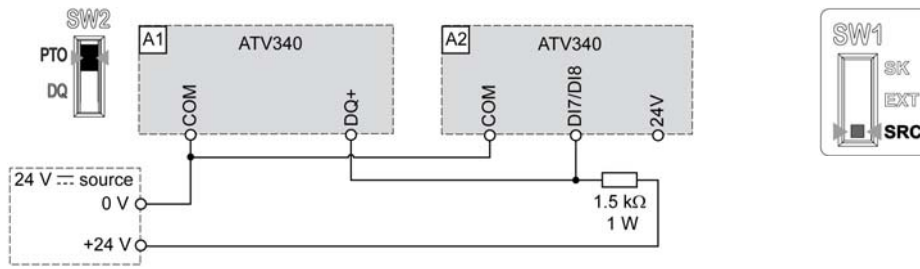 SW2
PTO
DQ
A1
ATV340
COM
DQ+
A2
ATV340
COM
DI7/DI8
24V
24 V ⎓ source
0 V
+24 V
1.5 kΩ
1 W
SW1
SK
EXT
SRC